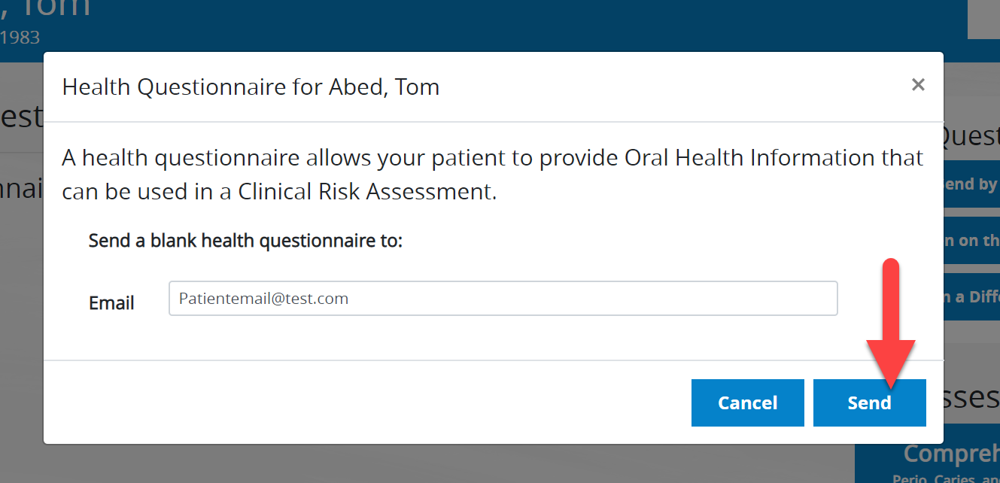 , Tom
1983
Health Questionnaire for Abed, Tom
×
A health questionnaire allows your patient to provide Oral Health Information that
can be used in a Clinical Risk Assessment.
Send a blank health questionnaire to:
Email
Patientemail@test.com
Cancel
Send
est
nnai
Quest
end by
n on th
n a Diffe
sses
Compreh
Perio, Caries, and